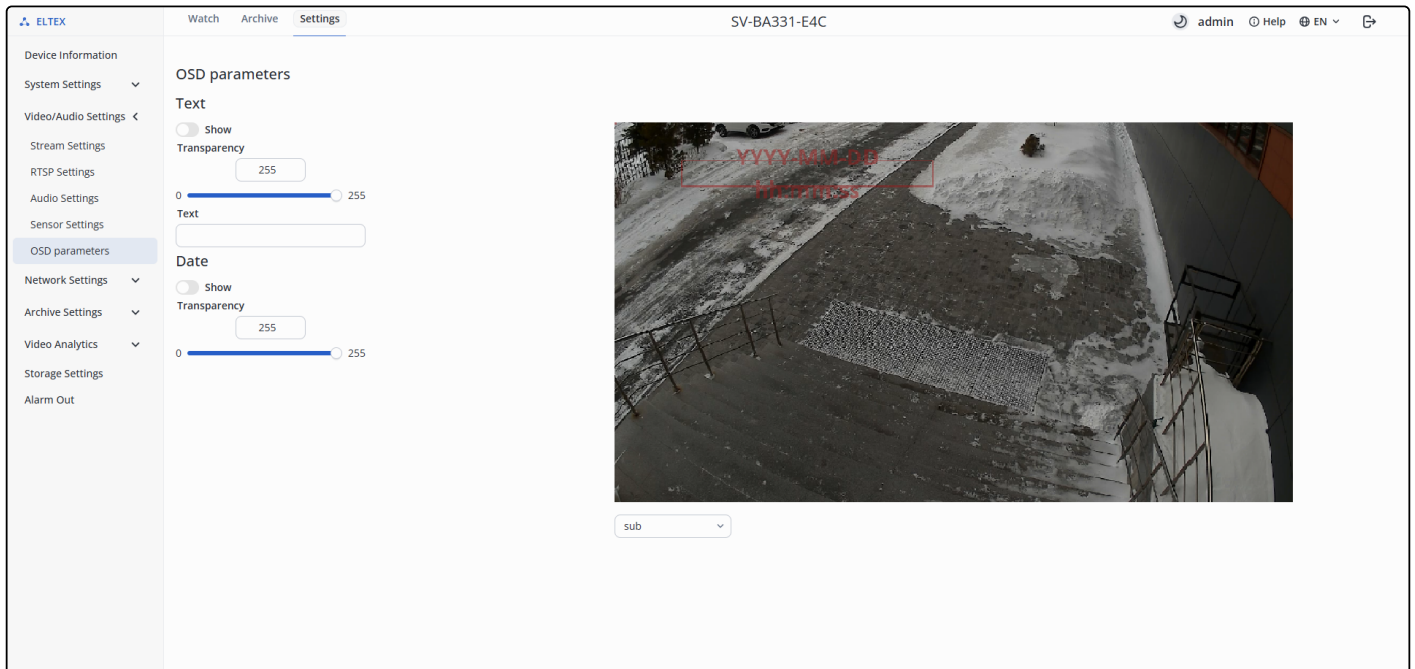 ELTEX
Watch Archive Settings
SV-BA331-E4C
admin Help EN
Device Information
System Settings
Video/Audio Settings
Stream Settings
RTSP Settings
Audio Settings
Sensor Settings
OSD parameters
Network Settings
Archive Settings
Video Analytics
Storage Settings
Alarm Out
OSD parameters
Text
Show
Transparency
255
0 255
Text
Date
Show
Transparency
255
0 255
YYYY-MM-DD
hh:mm:ss
sub